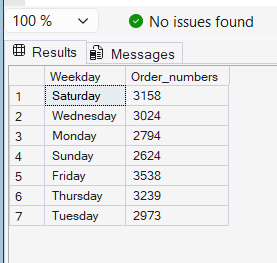 100 %
No issues found
Results Messages
Weekday Order_numbers
1 Saturday 3158
2 Wednesday 3024
3 Monday 2794
4 Sunday 2624
5 Friday 3538
6 Thursday 3239
7 Tuesday 2973